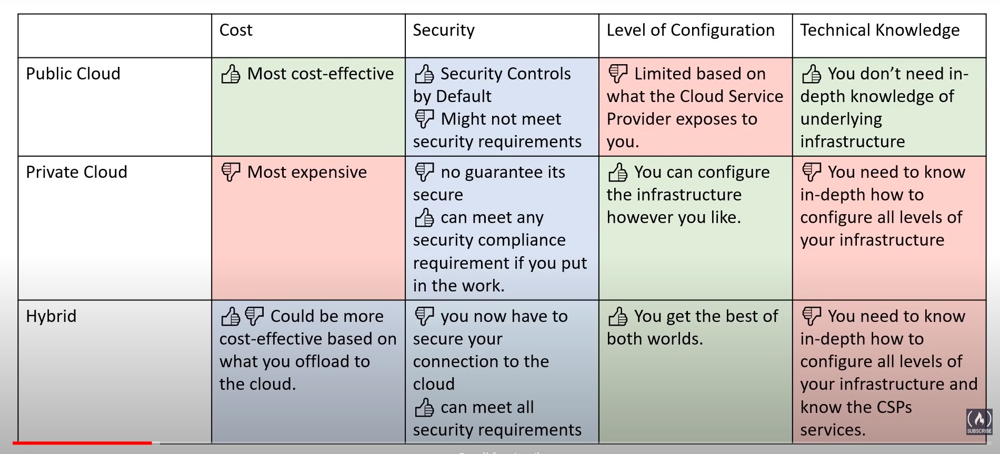 Cost
Security
Level of Configuration
Technical Knowledge
Public Cloud
Most cost-effective
Security Controls
by Default
Might not meet
security requirements
Limited based on
what the Cloud Service
Provider exposes to
you.
You don’t need in-
depth knowledge of
underlying
infrastructure
Private Cloud
Most expensive
no guarantee its
secure
can meet any
security compliance
requirement if you put
in the work.
You can configure
the infrastructure
however you like.
You need to know
in-depth how to
configure all levels of
your infrastructure
Hybrid
Could be more
cost-effective based on
what you offload to
the cloud.
you now have to
secure your
connection to the
cloud
can meet all
security requirements
You get the best of
both worlds.
You need to know
in-depth how to
configure all levels of
your infrastructure and
know the CSPs
services.
SUBSCRIBE